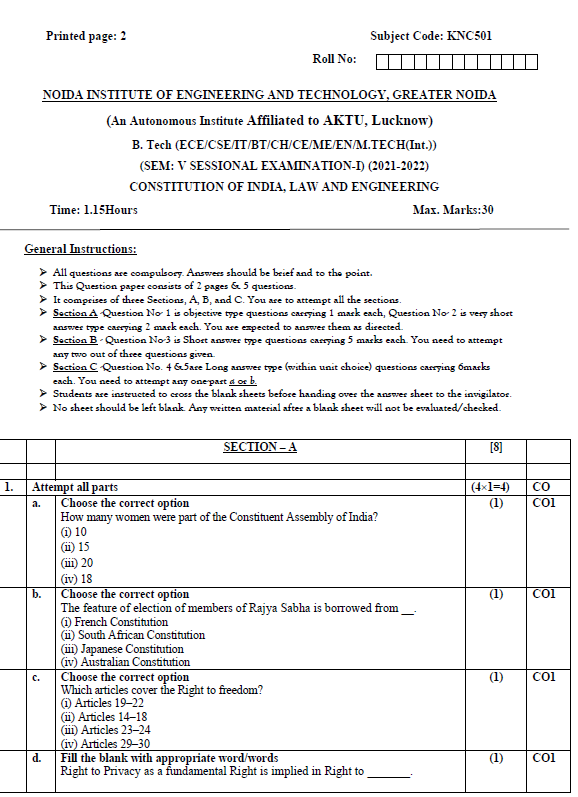 Printed page: 2 Subject Code: KNC501
Roll No:
NOIDA INSTITUTE OF ENGINEERING AND TECHNOLOGY, GREATER NOIDA
(An Autonomous Institute Affiliated to AKTU, Lucknow)
B. Tech (ECE/CSE/IT/BT/CH/CE/ME/EN/M.TECH(Int.))
(SEM: V SESSIONAL EXAMINATION-I) (2021-2022)
CONSTITUTION OF INDIA, LAW AND ENGINEERING
Time: 1.15Hours Max. Marks:30
General Instructions:
➢ All questions are compulsory. Answers should be brief and to the point.
➢ This Question paper consists of 2 pages & 5 questions.
➢ It comprises of three Sections, A, B, and C. You are to attempt all the sections.
➢ Section A -Question No- 1 is objective type questions carrying 1 mark each, Question No- 2 is very short
answer type carrying 2 mark each. You are expected to answer them as directed.
➢ Section B - Question No-3 is Short answer type questions carrying 5 marks each. You need to attempt
any two out of three questions given.
➢ Section C -Question No. 4 &5are Long answer type (within unit choice) questions carrying 6marks
each. You need to attempt any one-part a or b.
➢ Students are instructed to cross the blank sheets before handing over the answer sheet to the invigilator.
➢ No sheet should be left blank. Any written material after a blank sheet will not be evaluated/checked.
SECTION – A [8]
1. Attempt all parts (4×1=4) CO
a. Choose the correct option (1) CO1
How many women were part of the Constituent Assembly of India?
(i) 10
(ii) 15
(iii) 20
(iv) 18
b. Choose the correct option (1) CO1
The feature of election of members of Rajya Sabha is borrowed from __.
(i) French Constitution
(ii) South African Constitution
(iii) Japanese Constitution
(iv) Australian Constitution
c. Choose the correct option (1) CO1
Which articles cover the Right to freedom?
(i) Articles 19–22
(ii) Articles 14–18
(iii) Articles 23–24
(iv) Articles 29–30
d. Fill the blank with appropriate word/words (1) CO1
Right to Privacy as a fundamental Right is implied in Right to _______.